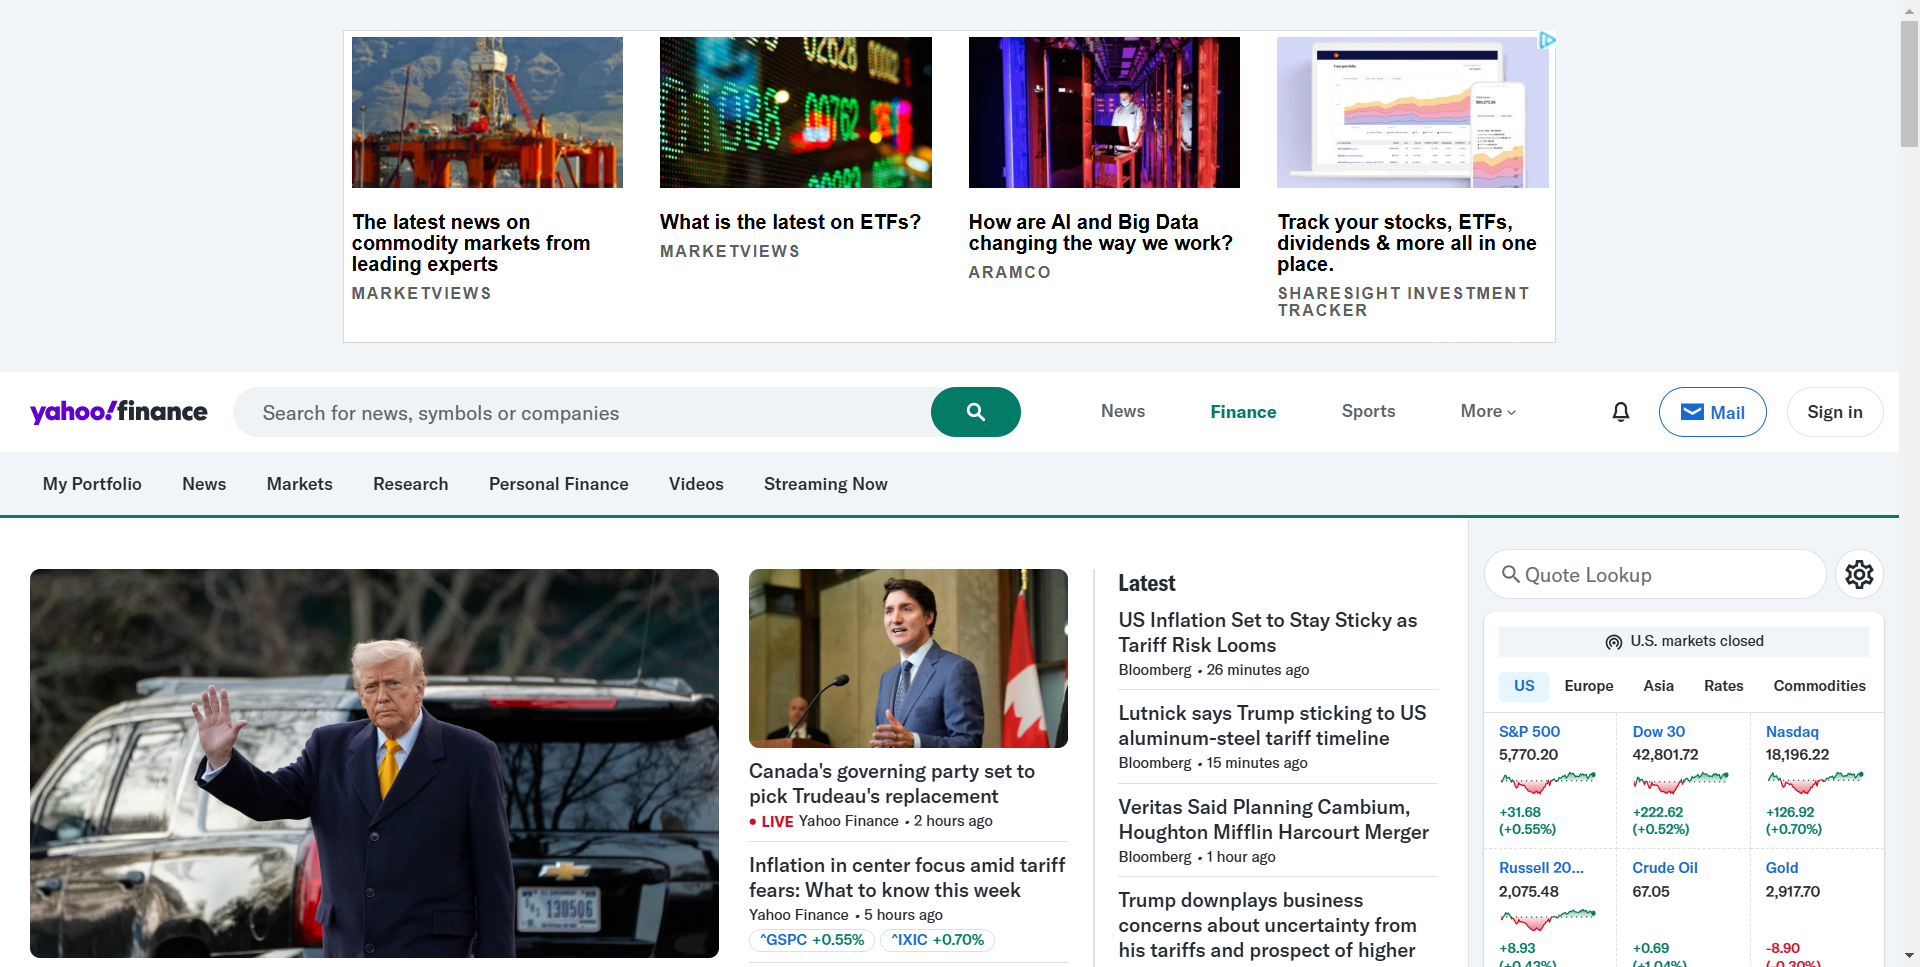 The latest news on
commodity markets from
leading experts
MARKETVIEWS
What is the latest on ETFs?
MARKETVIEWS
How are AI and Big Data
changing the way we work?
ARAMCO
Track your stocks, ETFs,
dividends & more all in one
place.
SHARESIGHT INVESTMENT
TRACKER
yahoo!finance
Search for news, symbols or companies
News
Finance
Sports
More
Mail
Sign in
My Portfolio
News
Markets
Research
Personal Finance
Videos
Streaming Now
130506
Canada's governing party set to
pick Trudeau's replacement
• LIVE Yahoo Finance • 2 hours ago
Inflation in center focus amid tariff
fears: What to know this week
Yahoo Finance • 5 hours ago
^GSPC +0.55% ^IXIC +0.70%
Latest
US Inflation Set to Stay Sticky as
Tariff Risk Looms
Bloomberg • 26 minutes ago
Lutnick says Trump sticking to US
aluminum-steel tariff timeline
Bloomberg • 15 minutes ago
Veritas Said Planning Cambium,
Houghton Mifflin Harcourt Merger
Bloomberg • 1 hour ago
Trump downplays business
concerns about uncertainty from
his tariffs and prospect of higher
Quote Lookup
U.S. markets closed
US
Europe
Asia
Rates
Commodities
S&P 500
5,770.20
+31.68
(+0.55%)
Dow 30
42,801.72
+222.62
(+0.52%)
Nasdaq
18,196.22
+126.92
(+0.70%)
Russell 20...
2,075.48
+8.93
(+0.43%)
Crude Oil
67.05
+0.69
(+1.04%)
Gold
2,917.70
-8.90
(-0.30%)